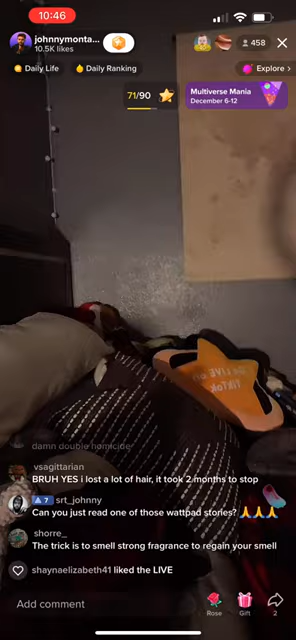 10:46
johnnymonta...
10.5K likes
458
Daily Life
Daily Ranking
Explore >
71/90
Multiverse Mania
December 6-12
LIVE on
TikTok
damn double homicide
vsagittarian
BRUH YES i lost a lot of hair, it took 2 months to stop
7 srt_johnny
Can you just read one of those wattpad stories? 🙏🙏🙏
shorre_
The trick is to smell strong fragrance to regain your smell
shaynaelizabeth41 liked the LIVE
Add comment
Rose
Gift
2